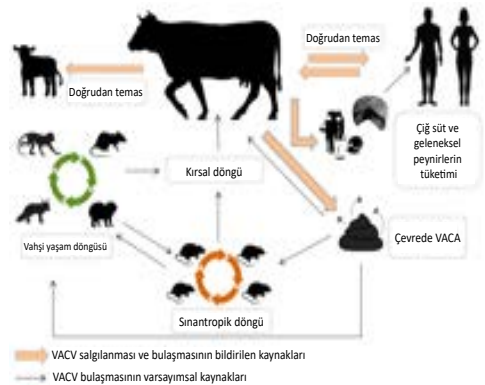 Doğrudan temas
Doğrudan temas
Çiğ süt ve
geleneksel
peynirlerin
tüketimi
Kırsal döngü
Vahşi yaşam döngüsü
Çevrede VACA
Sınantropik döngü
VACV salgılanması ve bulaşmasının bildirilen kaynakları
VACV bulaşmasının varsayımsal kaynakları